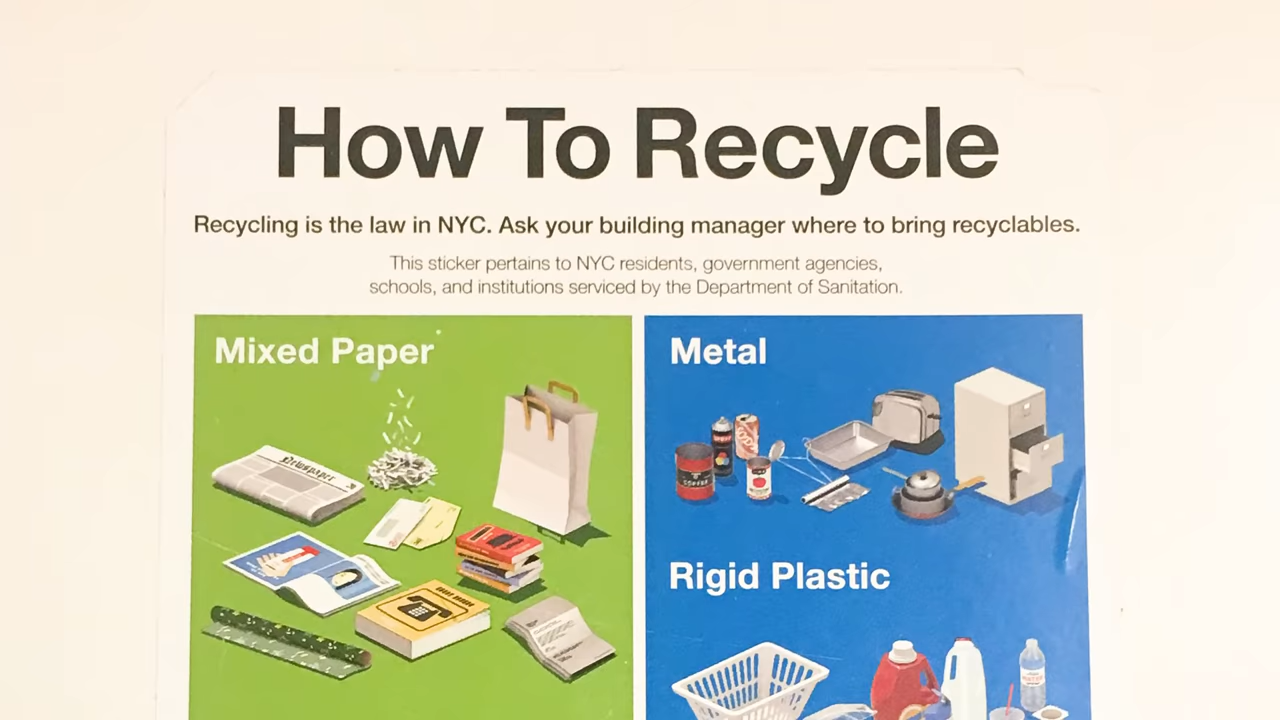 How To Recycle
Recycling is the law in NYC. Ask your building manager where to bring recyclables.
This sticker pertains to NYC residents, government agencies,
schools, and institutions serviced by the Department of Sanitation.
Mixed Paper
Metal
Newspaper
COFFEE
Rigid Plastic